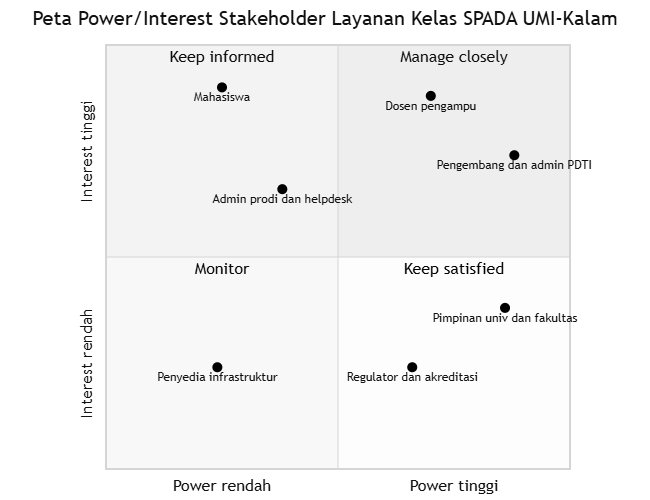 Peta Power/Interest Stakeholder Layanan Kelas SPADA UMI-Kalam
Keep informed
Manage closely
Mahasiswa
Dosen pengampu
Pengembang dan admin PDTI
Admin prodi dan helpdesk
Interest tinggi
Monitor
Keep satisfied
Pimpinan univ dan fakultas
Penyedia infrastruktur
Regulator dan akreditasi
Interest rendah
Power rendah
Power tinggi